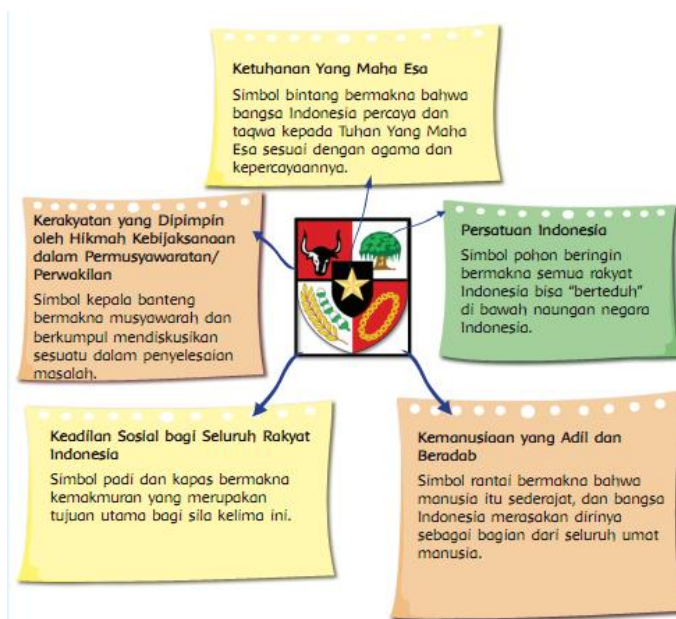 Ketuhanan Yang Maha Esa
Simbol bintang bermakna bahwa
bangsa Indonesia percaya dan
taqwa kepada Tuhan Yang Maha
Esa sesuai dengan agama dan
kepercayaannya.
Kerakyatan yang Dipimpin
oleh Hikmah Kebijaksanaan
dalam Permusyawaratan/
Perwakilan
Simbol kepala banteng
bermakna musyawarah dan
berkumpul mendiskusikan
sesuatu dalam penyelesaian
masalah.
Persatuan Indonesia
Simbol pohon beringin
bermakna semua rakyat
Indonesia bisa "berteduh"
di bawah naungan negara
Indonesia.
Keadilan Sosial bagi Seluruh Rakyat
Indonesia
Simbol padi dan kapas bermakna
kemakmuran yang merupakan
tujuan utama bagi sila kelima ini.
Kemanusiaan yang Adil dan
Beradab
Simbol rantai bermakna bahwa
manusia itu sederajat, dan bangsa
Indonesia merasakan dirinya
sebagai bagian dari seluruh umat
manusia.